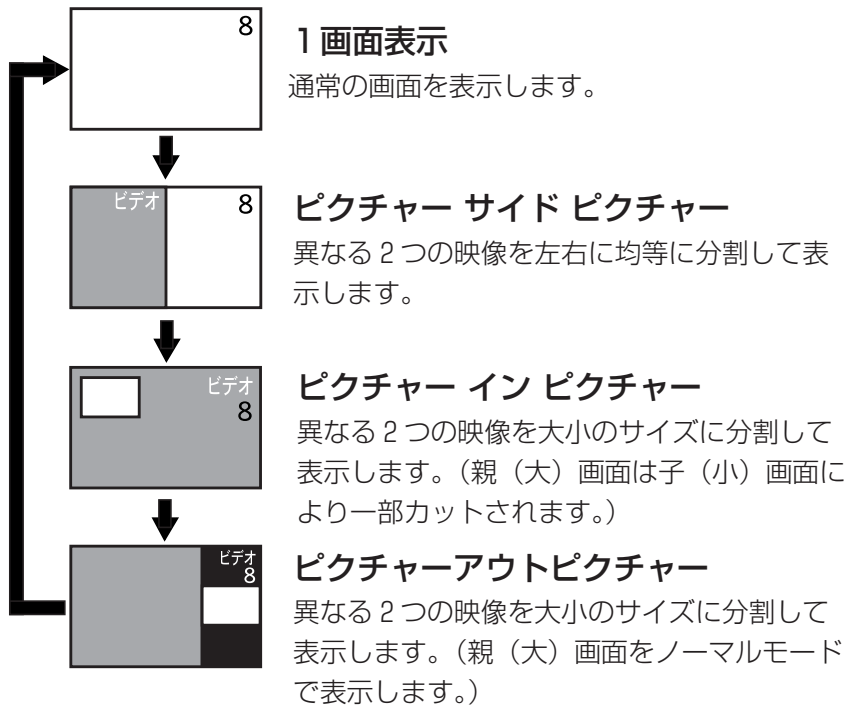 8
1画面表示
通常の画面を表示します。
ビデオ
8
ピクチャー サイド ピクチャー
異なる2つの映像を左右に均等に分割して表
示します。
ビデオ
8
ピクチャー イン ピクチャー
異なる2つの映像を大小のサイズに分割して
表示します。(親(大)画面は子(小)画面に
より一部カットされます。)
ビデオ
8
ピクチャーアウトピクチャー
異なる2つの映像を大小のサイズに分割して
表示します。(親(大)画面をノーマルモード
で表示します。)